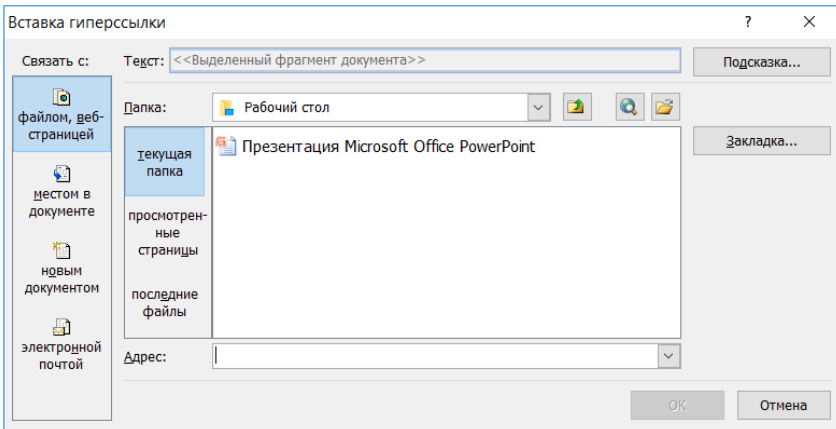 Вставка гиперссылки
? ×
Связать с:
Текст: <<Выделенный фрагмент документа>>
Подсказка...
файлом, веб-
страницей
Папка:
Рабочий стол
текущая
папка
Презентация Microsoft Office PowerPoint
Закладка...
местом в
документе
просмотрен-
ные
страницы
новым
документом
последние
файлы
электронной
почтой
Адрес:
ОК
Отмена